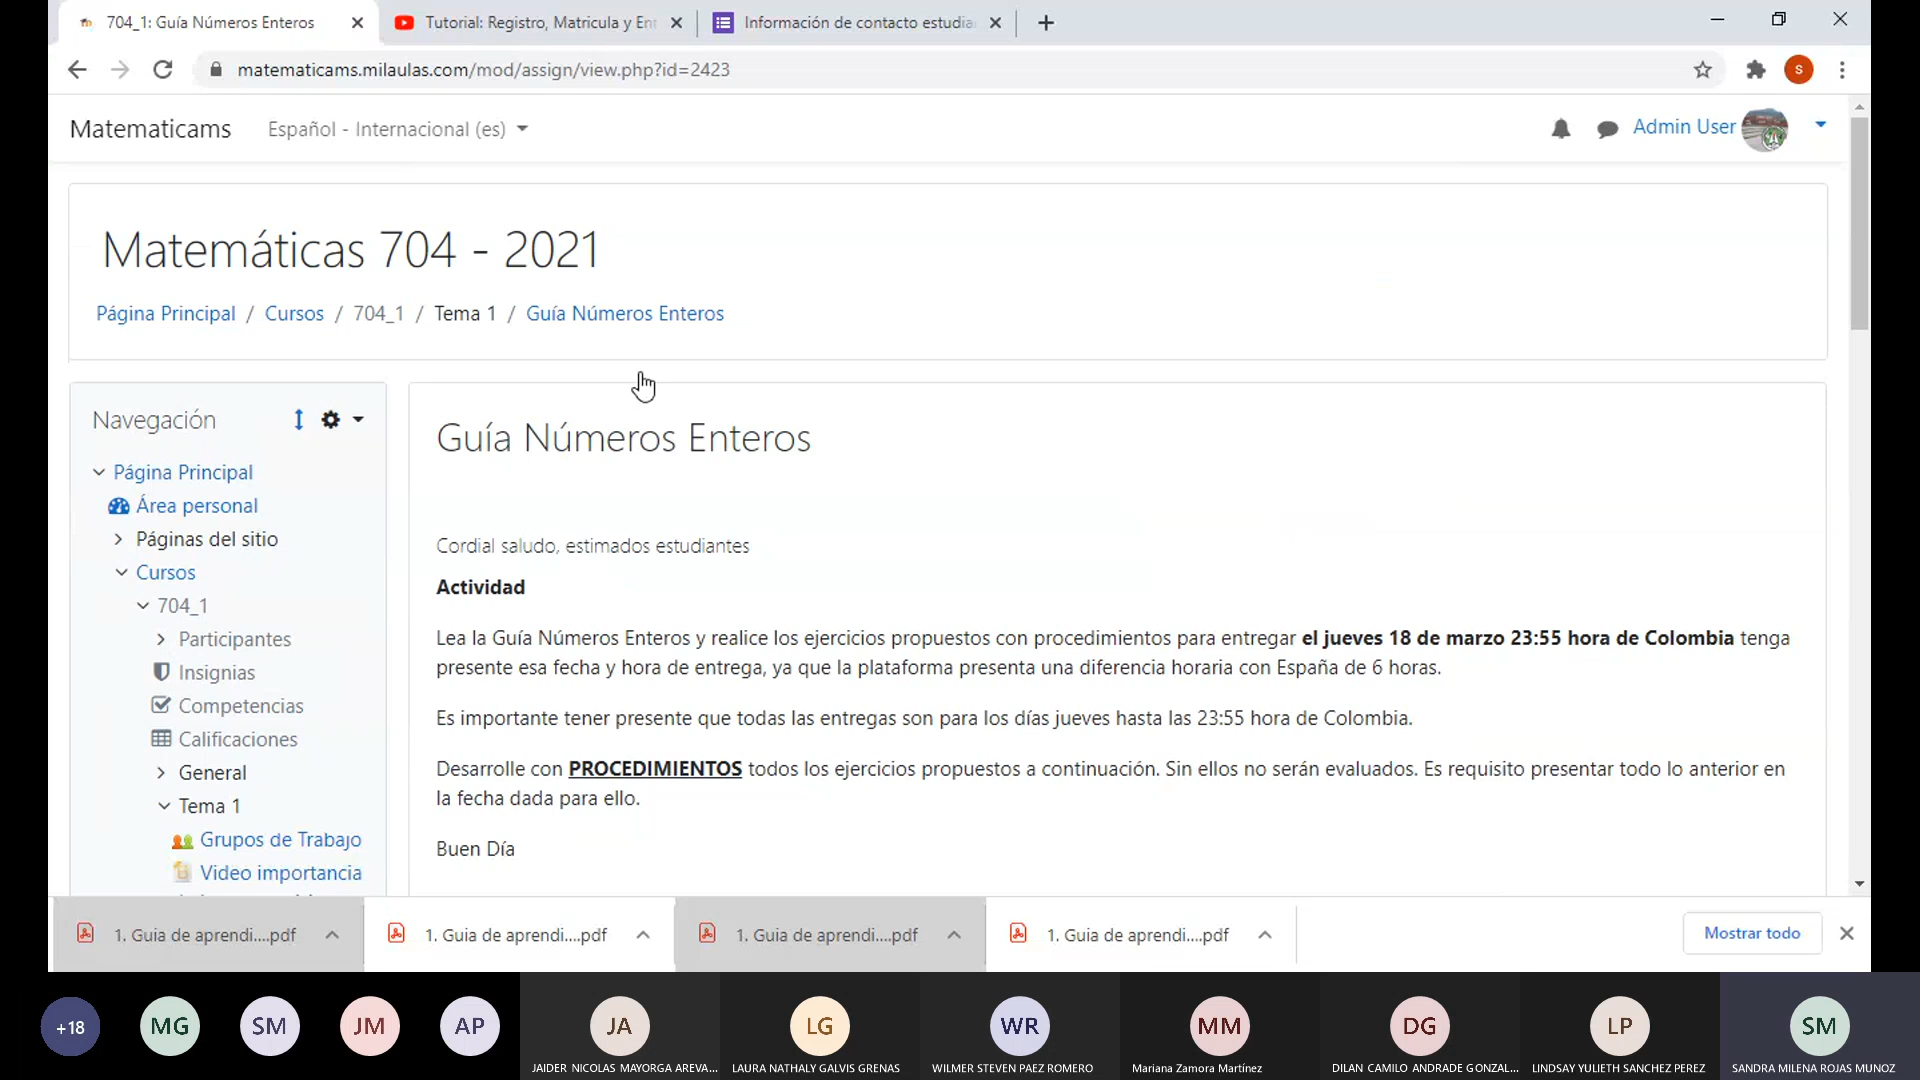 704_1: Guía Números Enteros
Tutorial: Registro, Matricula y En
Información de contacto estudia
matematicams.milaulas.com/mod/assign/view.php?id=2423
S
Matematicams
Español - Internacional (es)
Admin User
Matemáticas 704 - 2021
Página Principal / Cursos / 704_1 / Tema 1 / Guía Números Enteros
Navegación
Página Principal
Área personal
Páginas del sitio
Cursos
704_1
Participantes
Insignias
Competencias
Calificaciones
General
Tema 1
Grupos de Trabajo
Video importancia
Guía Números Enteros
Cordial saludo, estimados estudiantes
Actividad
Lea la Guía Números Enteros y realice los ejercicios propuestos con procedimientos para entregar el jueves 18 de marzo 23:55 hora de Colombia tenga
presente esa fecha y hora de entrega, ya que la plataforma presenta una diferencia horaria con España de 6 horas.
Es importante tener presente que todas las entregas son para los días jueves hasta las 23:55 hora de Colombia.
Desarrolle con PROCEDIMIENTOS todos los ejercicios propuestos a continuación. Sin ellos no serán evaluados. Es requisito presentar todo lo anterior en
la fecha dada para ello.
Buen Día
1. Guia de aprendi....pdf
1. Guia de aprendi....pdf
1. Guia de aprendi....pdf
1. Guia de aprendi....pdf
Mostrar todo
+18
MG
SM
JM
AP
JA
LG
WR
MM
DG
LP
SM
JAIDER NICOLAS MAYORGA AREVA...
LAURA NATHALY GALVIS GRENAS
WILMER STEVEN PAEZ ROMERO
Mariana Zamora Martínez
DILAN CAMILO ANDRADE GONZAL...
LINDSAY YULIETH SANCHEZ PEREZ
SANDRA MILENA ROJAS MUNOZ